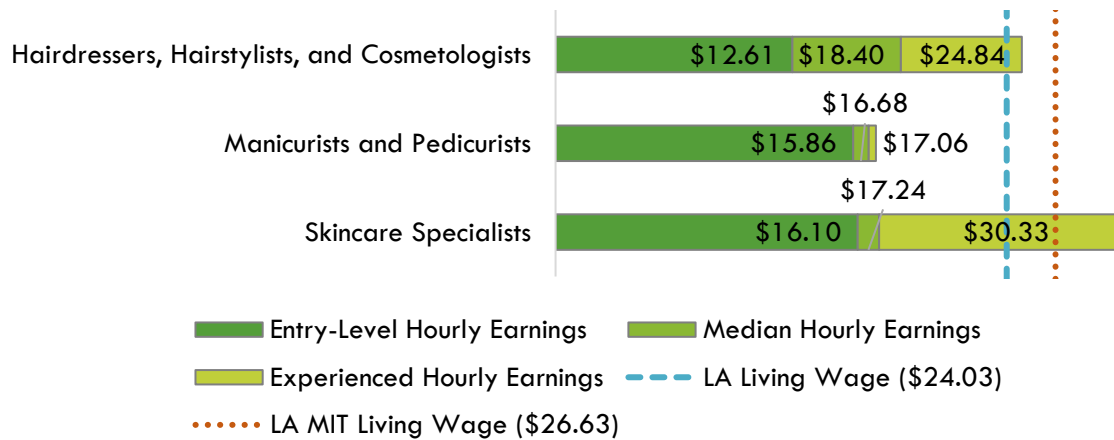 Hairdressers, Hairstylists, and Cosmetologists $12.61 $18.40 $24.84
$16.68
Manicurists and Pedicurists $15.86 $17.06
$17.24
Skincare Specialists $16.10 $30.33
Entry-Level Hourly Earnings Median Hourly Earnings
Experienced Hourly Earnings LA Living Wage ($24.03)
LA MIT Living Wage ($26.63)